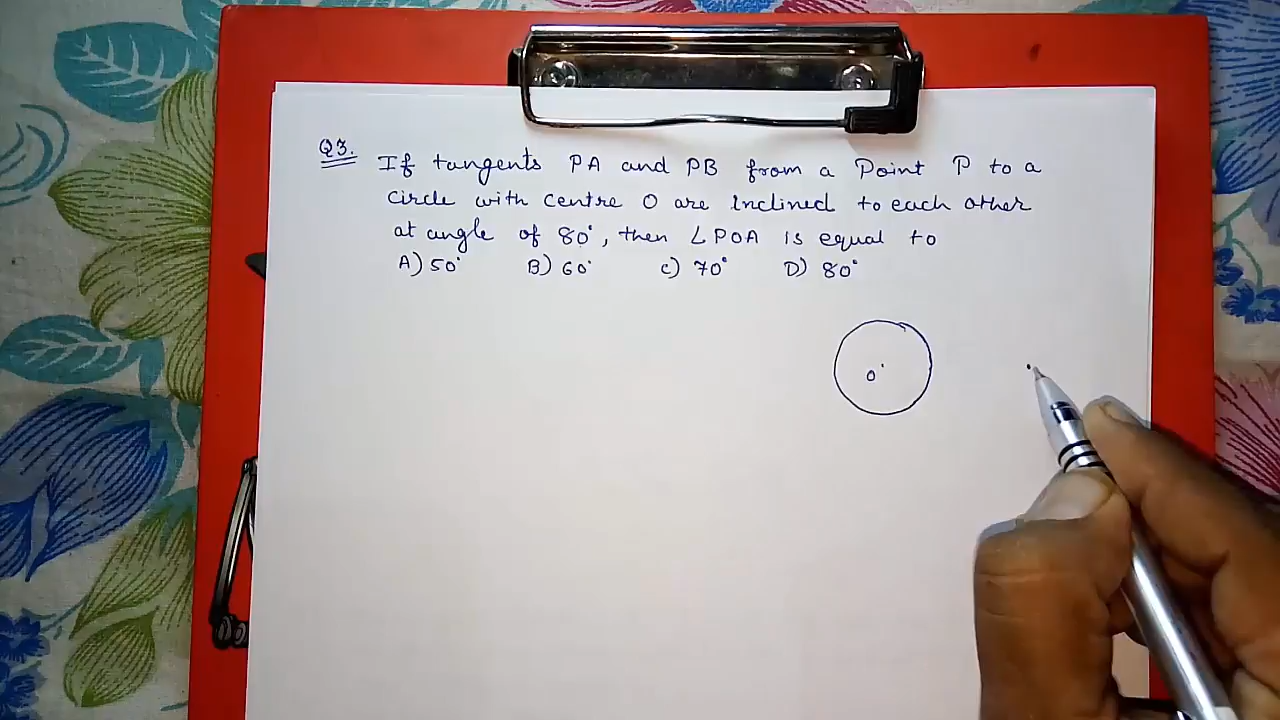 Q3.
If tangents PA and PB from a Point P to a
circle with centre O are Inclined to each other
at angle of 80°, then ∠POA is equal to
A) 50° B) 60° C) 70° D) 80°
O